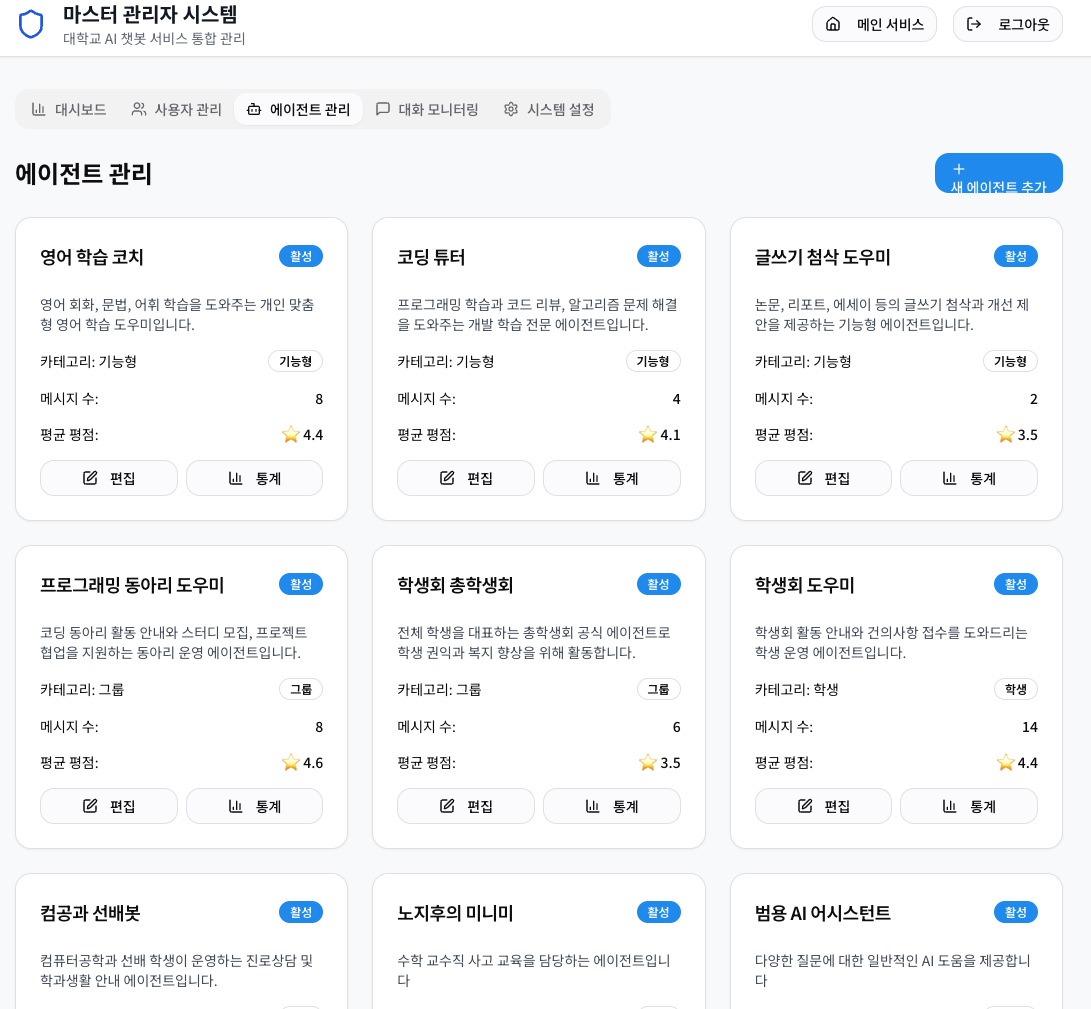 마스터 관리자 시스템
대학교 AI 챗봇 서비스 통합 관리
메인 서비스
로그아웃
대시보드
사용자 관리
에이전트 관리
대화 모니터링
시스템 설정
에이전트 관리
새 에이전트 추가
영어 학습 코치
활성
영어 회화, 문법, 어휘 학습을 도와주는 개인 맞춤
형 영어 학습 도우미입니다.
카테고리: 기능형
기능형
메시지 수:
8
평균 평점:
4.4
편집
통계
코딩 튜터
활성
프로그래밍 학습과 코드 리뷰, 알고리즘 문제 해결
을 도와주는 개발 학습 전문 에이전트입니다.
카테고리: 기능형
기능형
메시지 수:
4
평균 평점:
4.1
편집
통계
글쓰기 첨삭 도우미
활성
논문, 리포트, 에세이 등의 글쓰기 첨삭과 개선 제
안을 제공하는 기능형 에이전트입니다.
카테고리: 기능형
기능형
메시지 수:
2
평균 평점:
3.5
편집
통계
프로그래밍 동아리 도우미
활성
코딩 동아리 활동 안내와 스터디 모집, 프로젝트
협업을 지원하는 동아리 운영 에이전트입니다.
카테고리: 그룹
그룹
메시지 수:
8
평균 평점:
4.6
편집
통계
학생회 총학생회
활성
전체 학생을 대표하는 총학생회 공식 에이전트로
학생 권익과 복지 향상을 위해 활동합니다.
카테고리: 그룹
그룹
메시지 수:
6
평균 평점:
3.5
편집
통계
학생회 도우미
활성
학생회 활동 안내와 건의사항 접수를 도와드리는
학생 운영 에이전트입니다.
카테고리: 학생
학생
메시지 수:
14
평균 평점:
4.4
편집
통계
컴공과 선배봇
활성
컴퓨터공학과 선배 학생이 운영하는 진로상담 및
학과생활 안내 에이전트입니다.
노지후의 미니미
활성
수학 교수직 사고 교육을 담당하는 에이전트입니
다
범용 AI 어시스턴트
활성
다양한 질문에 대한 일반적인 AI 도움을 제공합니
다